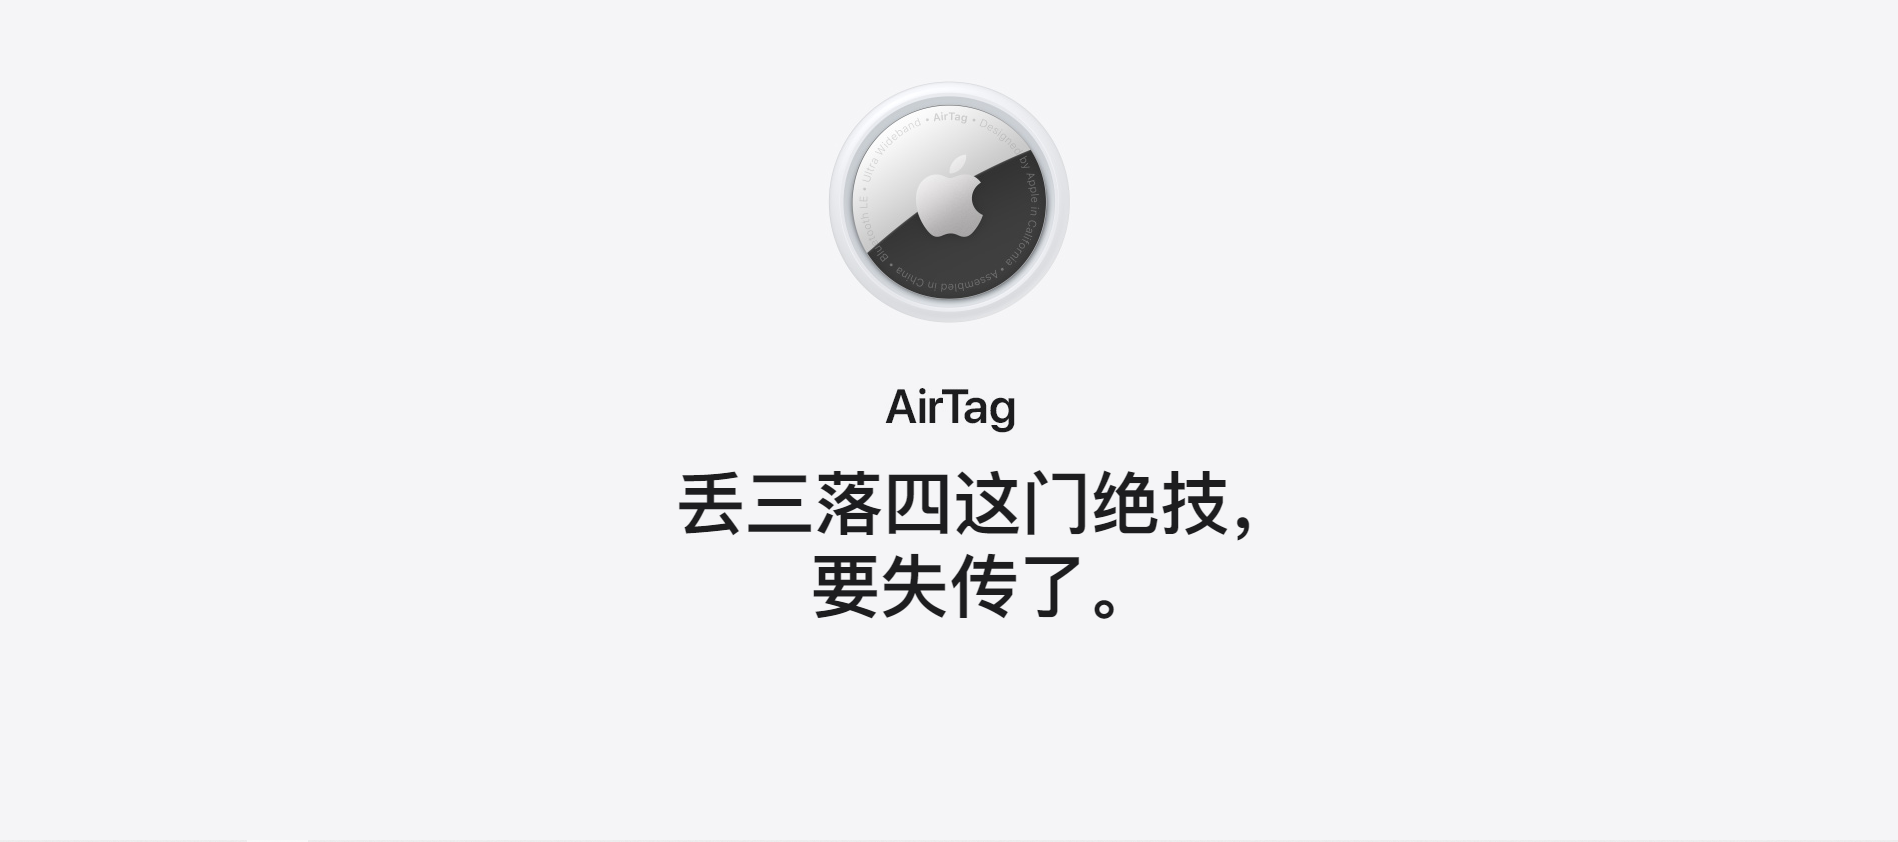 AirTag • Designed by Apple in California • Assembled in China • Bluetooth LE • Ultra Wideband •
AirTag
丢三落四这门绝技，
要失传了。